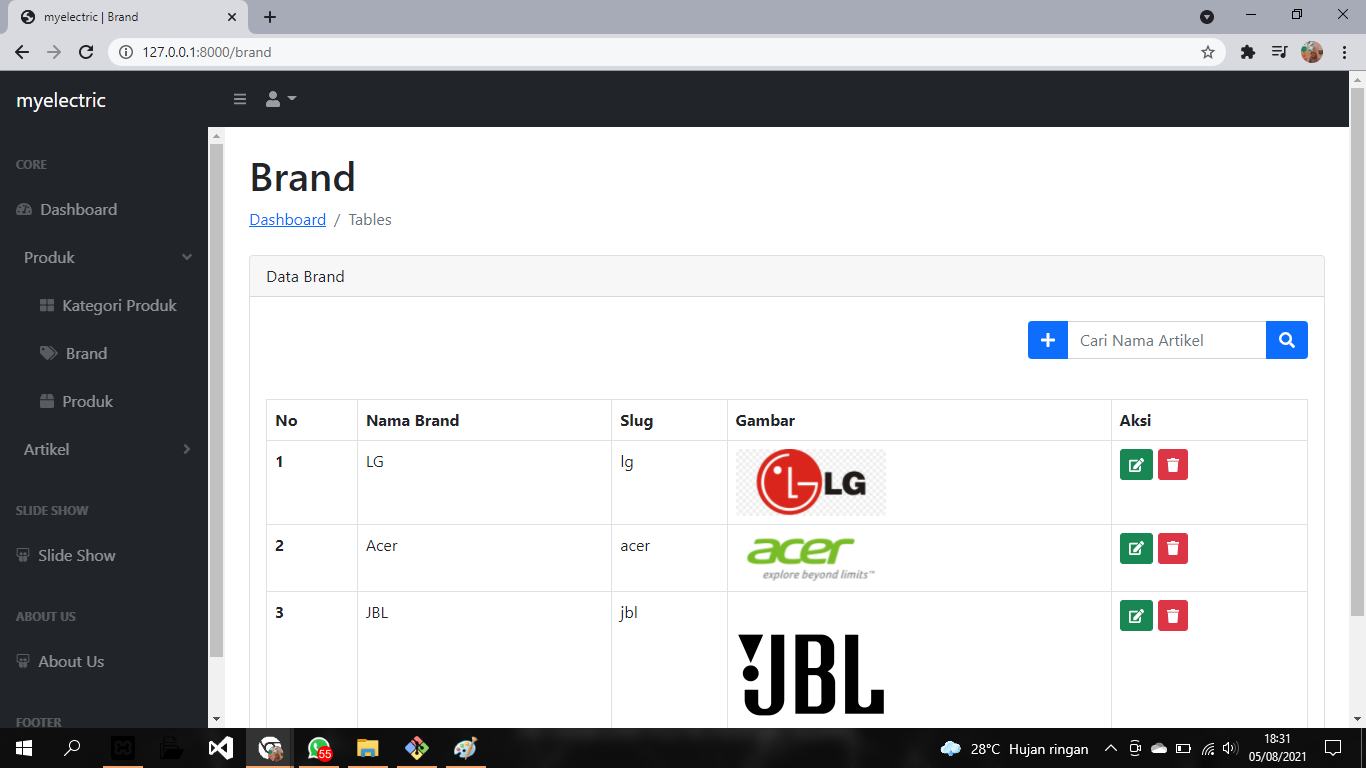 myelectric | Brand
127.0.0.1:8000/brand
myelectric
CORE
Dashboard
Produk
Kategori Produk
Brand
Produk
Artikel
SLIDE SHOW
Slide Show
ABOUT US
About Us
FOOTER
Brand
Dashboard / Tables
Data Brand
Cari Nama Artikel
No Nama Brand Slug Gambar Aksi
1 LG lg LG
2 Acer acer acer
explore beyond limits™
3 JBL jbl JBL
55
28°C Hujan ringan
18:31
05/08/2021